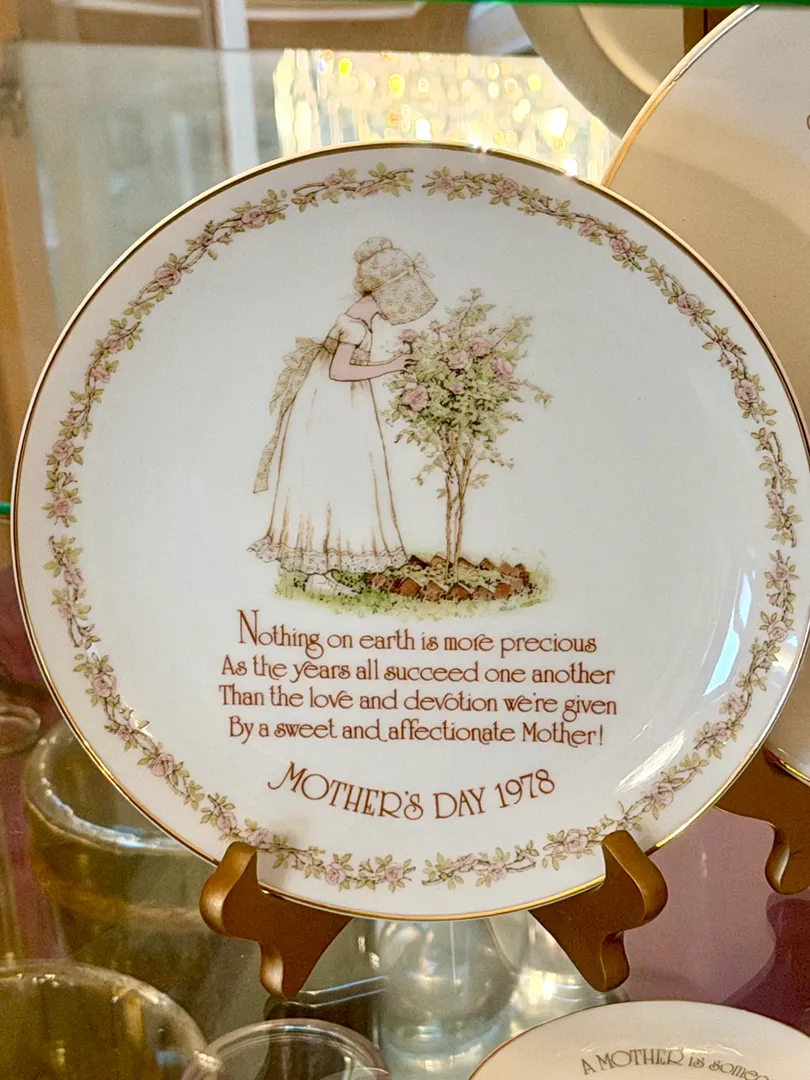 Nothing on earth is more precious
As the years all succeed one another
Than the love and devotion we're given
By a sweet and affectionate Mother!
MOTHER'S DAY 1978
A MOTHER is